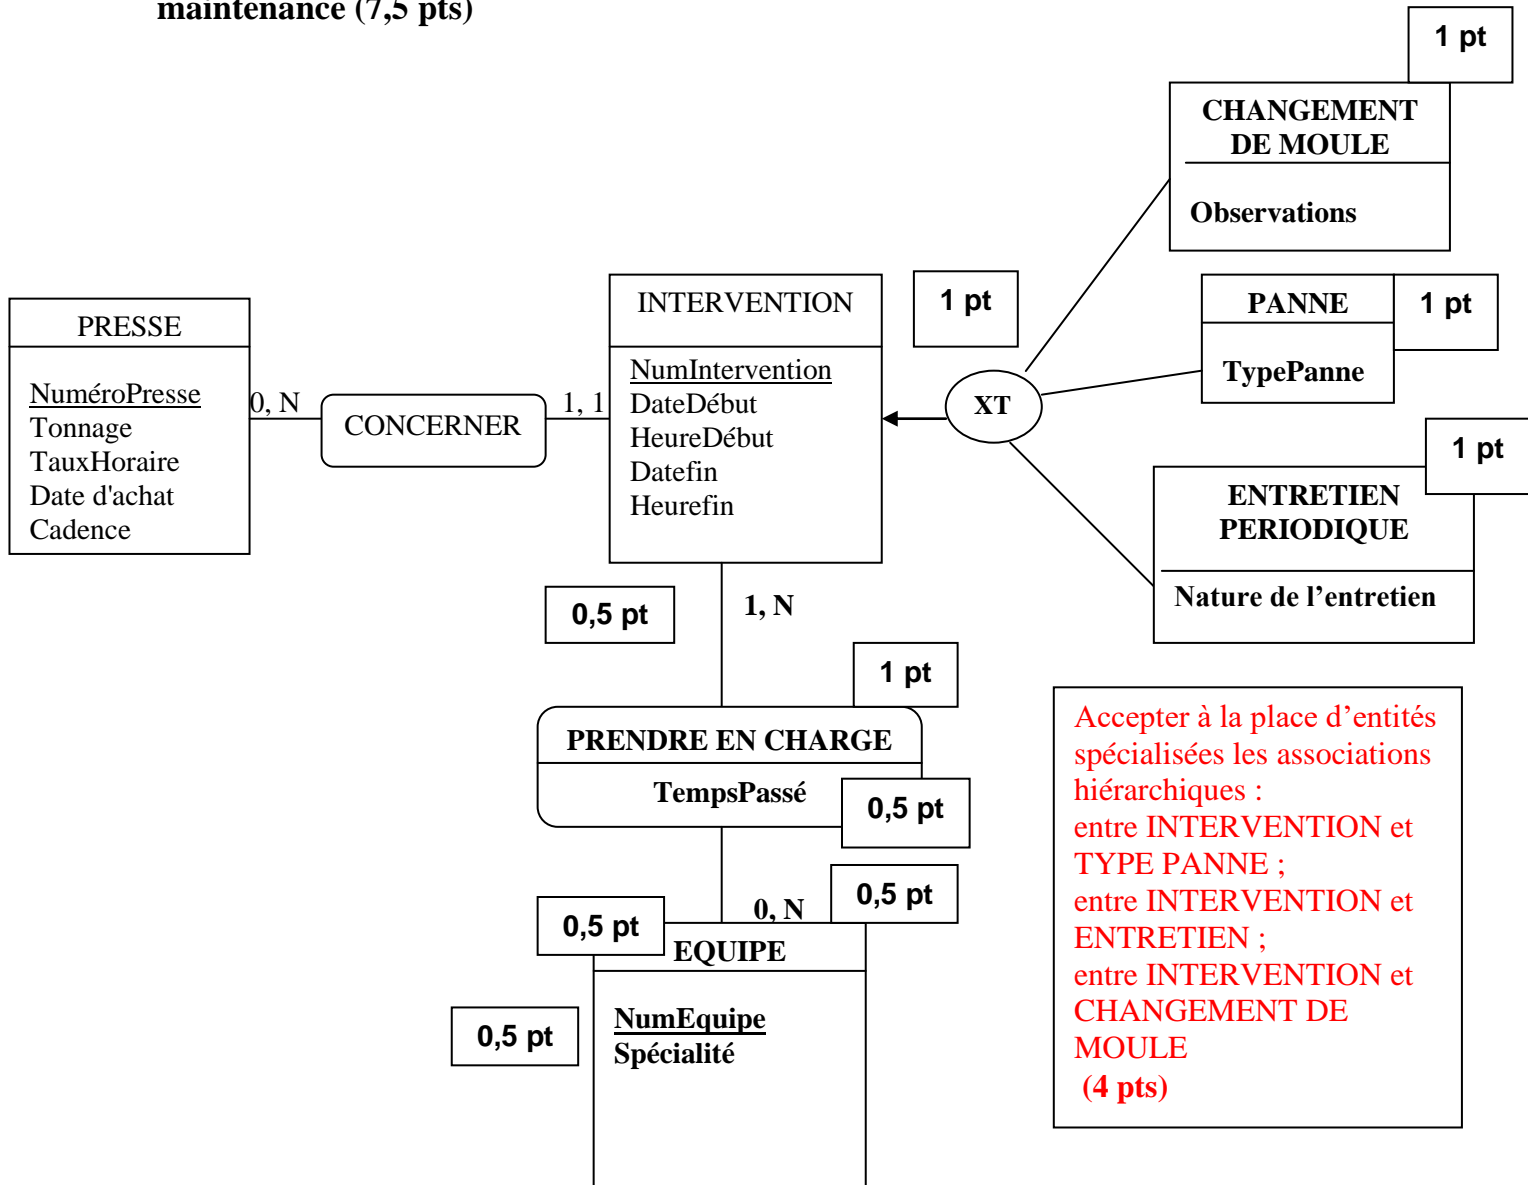 maintenance (7,5 pts)
1 pt
CHANGEMENT
DE MOULE
Observations
PRESSE
NuméroPresse
Tonnage
TauxHoraire
Date d'achat
Cadence
0, N
CONCERNER
1, 1
INTERVENTION
NumIntervention
DateDébut
HeureDébut
Datefin
Heurefin
1 pt
XT
PANNE
TypePanne
1 pt
1 pt
ENTRETIEN
PERIODIQUE
Nature de l’entretien
0,5 pt
1, N
1 pt
PRENDRE EN CHARGE
TempsPassé
0,5 pt
0,5 pt
0, N
0,5 pt
EQUIPE
NumEquipe
Spécialité
0,5 pt
Accepter à la place d’entités
spécialisées les associations
hiérarchiques :
entre INTERVENTION et
TYPE PANNE ;
entre INTERVENTION et
ENTRETIEN ;
entre INTERVENTION et
CHANGEMENT DE
MOULE
(4 pts)